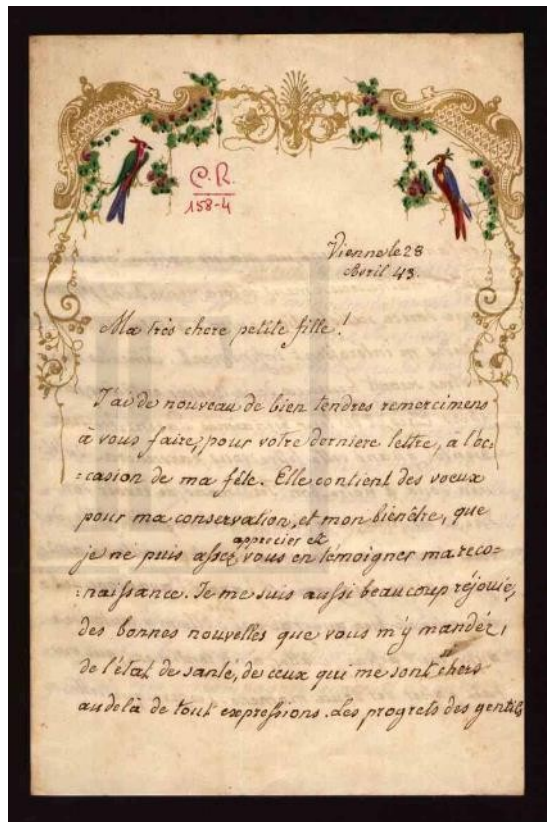 C.R.
158-4
Vienne le 28
Avril 43.
Ma très chere petite fille!
J'ai de nouveau de bien tendres remercimens
à vous faire, pour votre derniere lettre, à l'oc-
:casion de ma fête. Elle contient des voeux
pour ma conservation, et mon bienêtre, que
apprecier et
je ne puis assez vous en témoigner ma reco-
:naissance. Je me suis aussi beaucoup réjouie,
des bonnes nouvelles que vous m'y mandéz,
de l'état de santé, de ceux qui me sont si chers
audelà de tout expressions. Les progrets des gentils